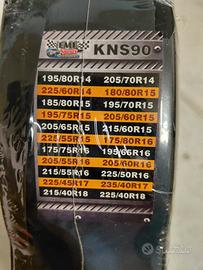 KNS90
195/80R14 205/70R14
225/60R14 180/80R15
185/80R15 195/70R15
195/75R15 205/60R15
205/65R15 215/60R15
225/55R15 175/80R16
175/75R16 195/65R16
205/55R16 205/60R16
215/55R16 225/50R16
225/45R17 235/40R17
215/40R18 225/40R18
subito